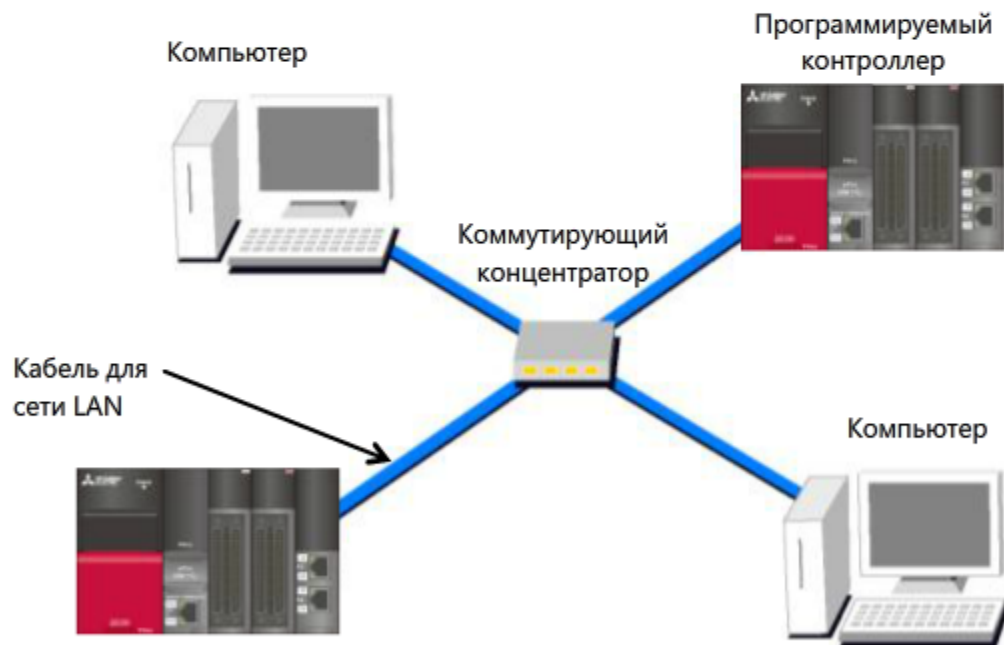 Компьютер
Программируемый
контроллер
Коммутирующий
концентратор
Кабель для
сети LAN
Компьютер